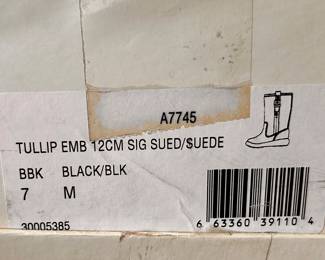 A7745
TULLIP EMB 12CM SIG SUED/SUEDE
BBK BLACK/BLK
7 M
30005385
6 63360 39110 4